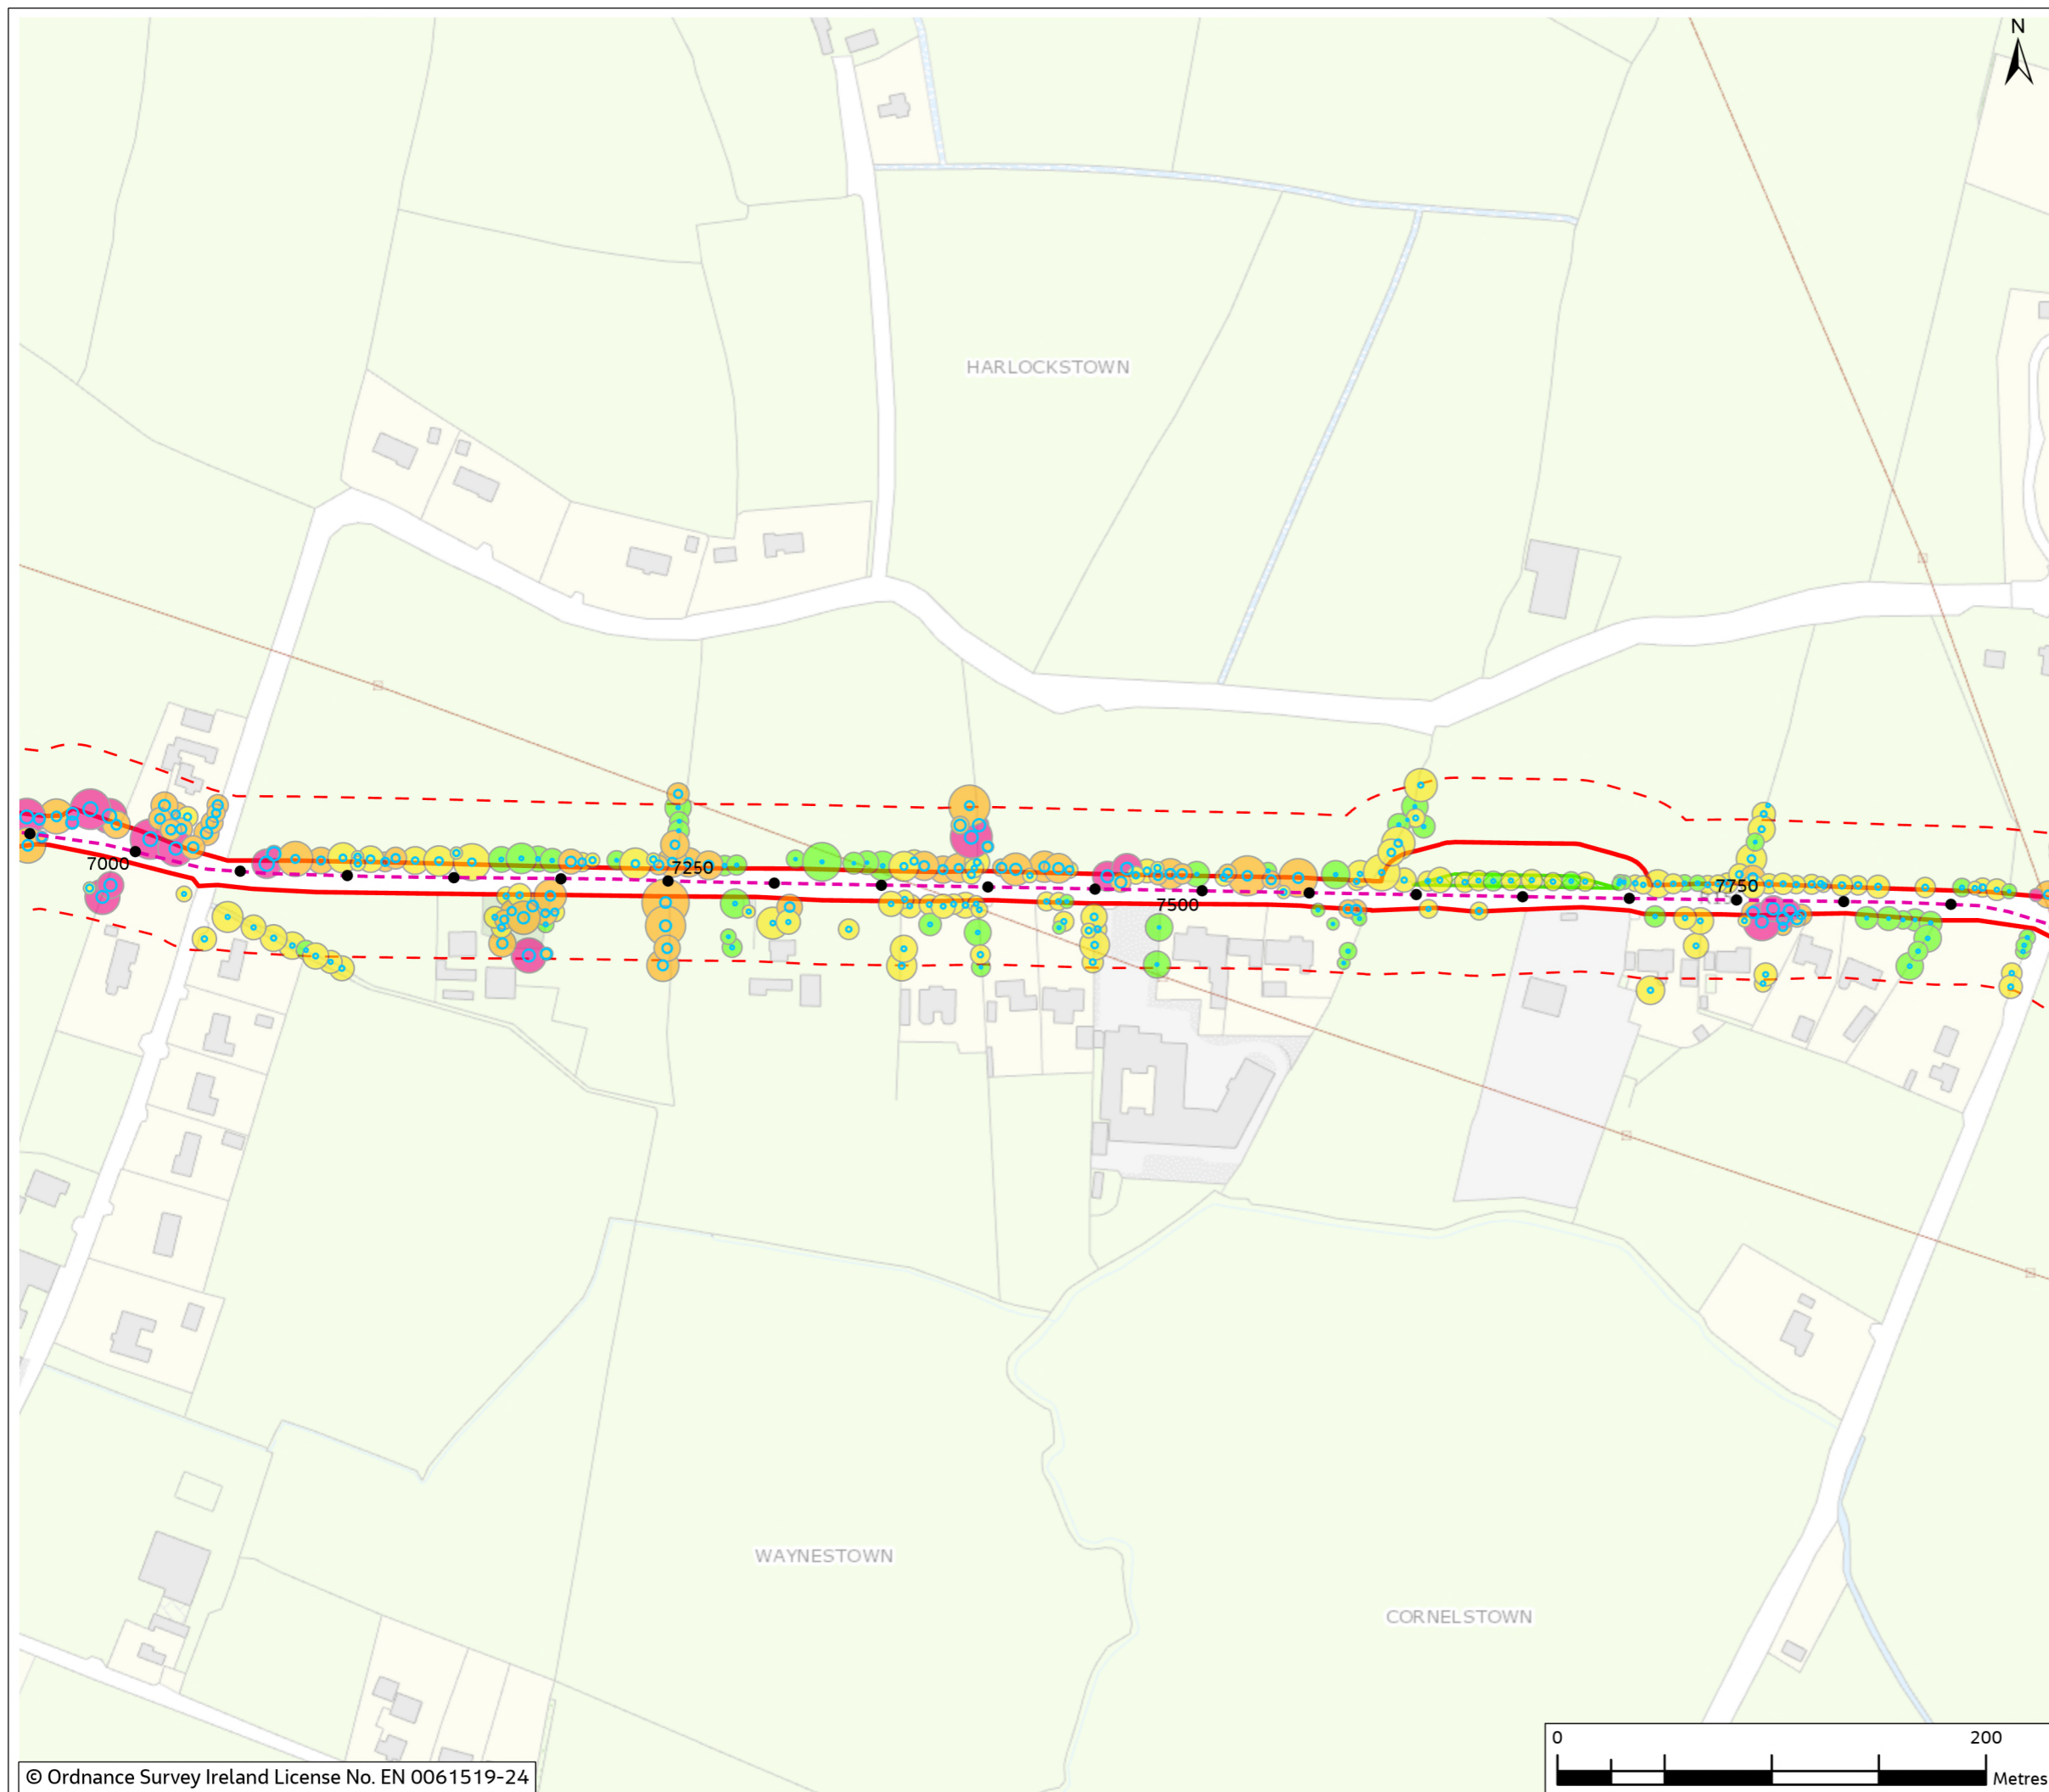 N
HARLOCKSTOWN
7000
7250
7500
7750
WAYNESTOWN
CORNELSTOWN
0 200
Metres
© Ordnance Survey Ireland License No. EN 0061519-24